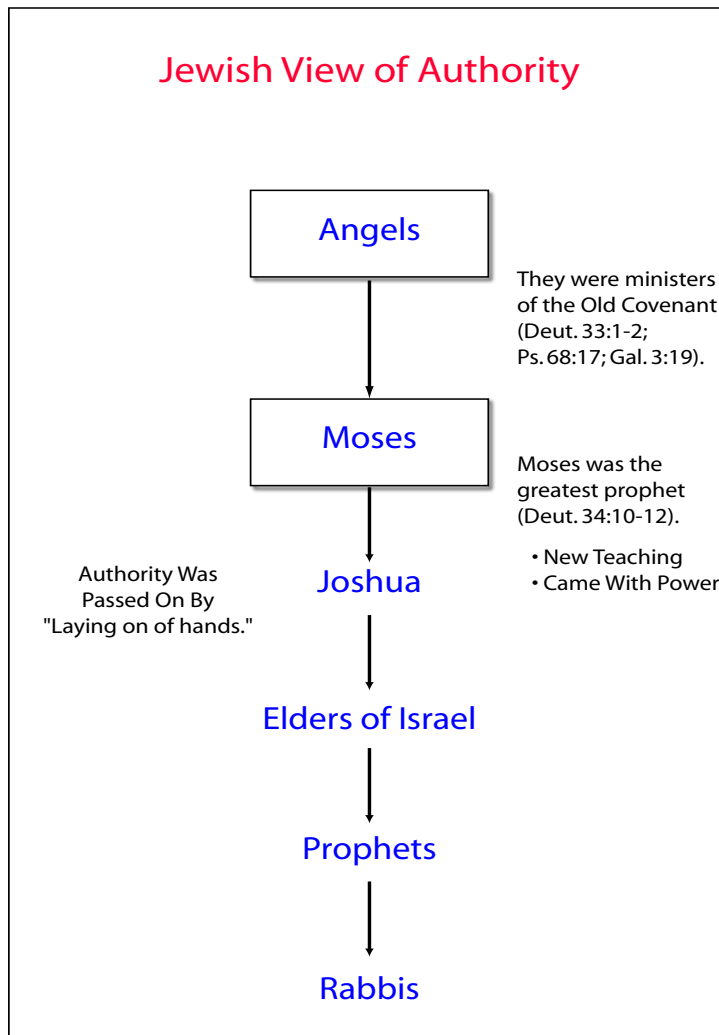 Jewish View of Authority
Angels
They were ministers
of the Old Covenant
(Deut. 33:1-2;
Ps. 68:17; Gal. 3:19).
Moses
Moses was the
greatest prophet
(Deut. 34:10-12).
• New Teaching
• Came With Power
Authority Was
Passed On By
"Laying on of hands."
Joshua
Elders of Israel
Prophets
Rabbis